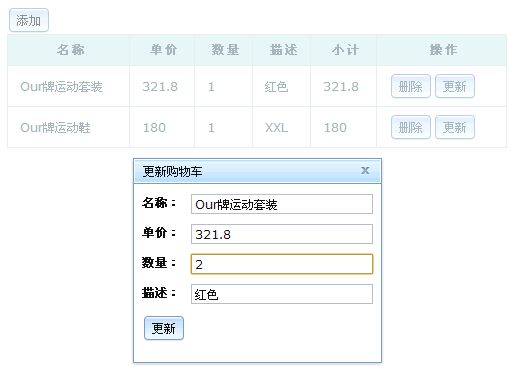 添加
名称 单价 数量 描述 小计 操作
Our牌运动套装 321.8 1 红色 321.8 删除 更新
Our牌运动鞋 180 1 XXL 180 删除 更新
更新购物车 x
名称： Our牌运动套装
单价： 321.8
数量： 2
描述： 红色
更新